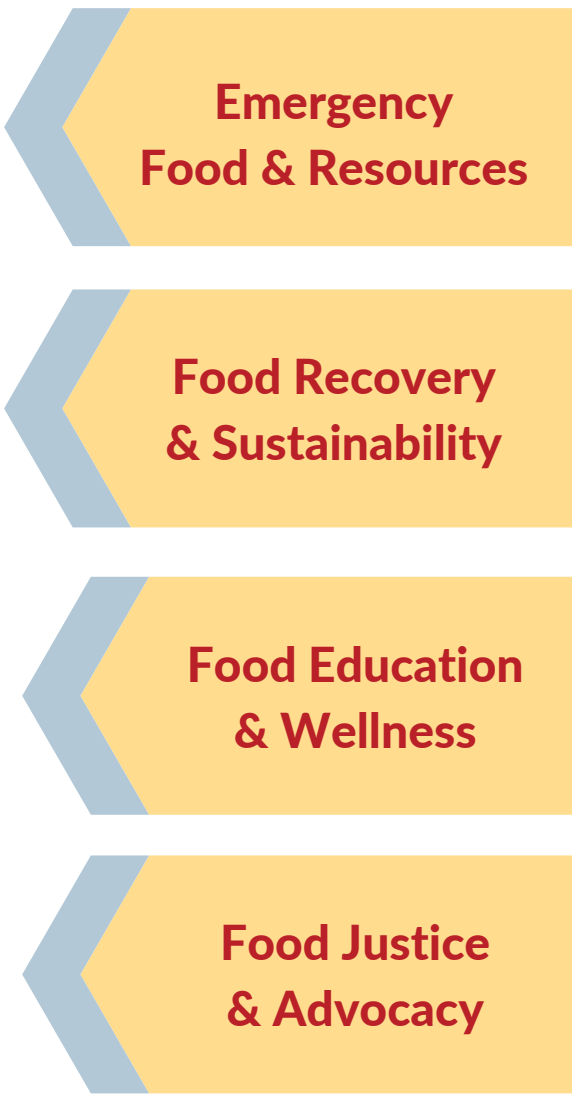 Emergency
Food & Resources
Food Recovery
& Sustainability
Food Education
& Wellness
Food Justice
& Advocacy